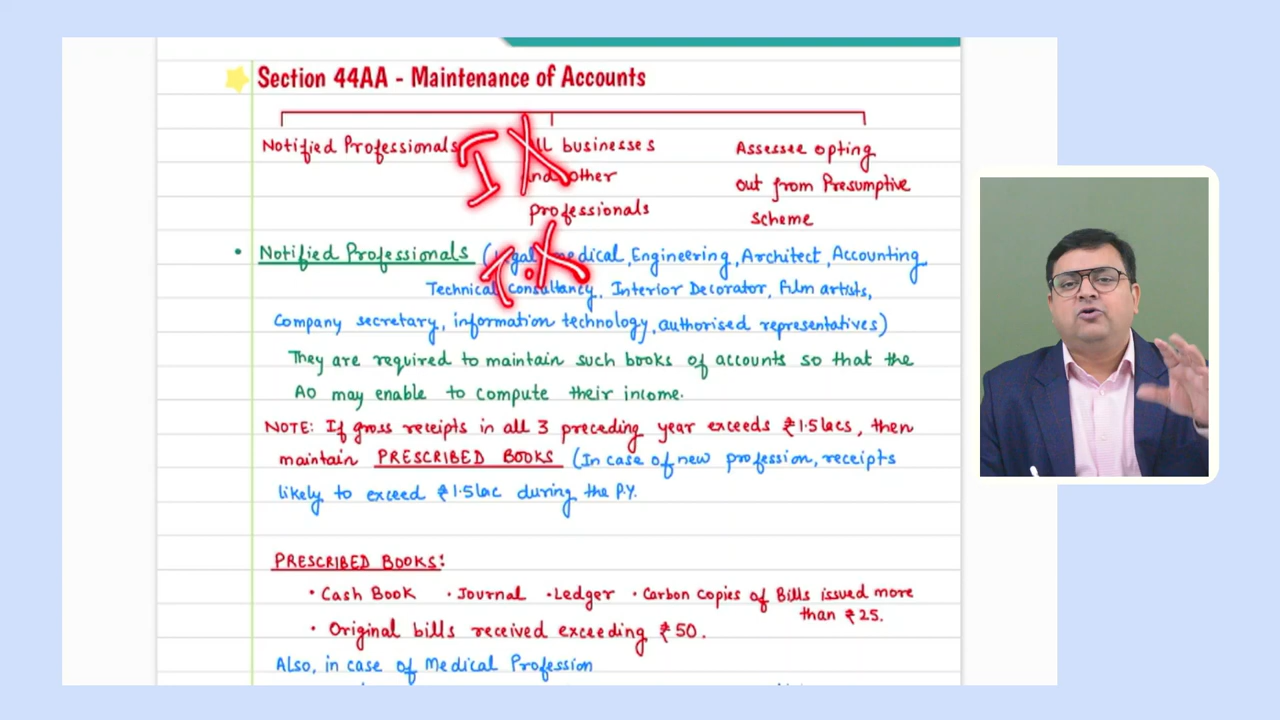 Section 44AA - Maintenance of Accounts
Notified Professionals
All businesses
and other
professionals
Assessee opting
out from Presumptive
scheme
I X
T.X
• Notified Professionals (Legal, medical, Engineering, Architect, Accounting
Technical consultancy, Interior Decorator, Film artists,
Company secretary, information technology, authorised representatives)
They are required to maintain such books of accounts so that the
AO may enable to compute their income.
NOTE: If gross receipts in all 3 preceding year exceeds ₹1.5lacs, then
maintain PRESCRIBED BOOKS (In case of new profession, receipts
likely to exceed ₹1.5lac during the P.Y.
PRESCRIBED BOOKS:
• Cash Book • Journal • Ledger • Carbon copies of Bills issued more
than ₹25.
• Original bills received exceeding ₹50.
Also, in case of Medical Profession